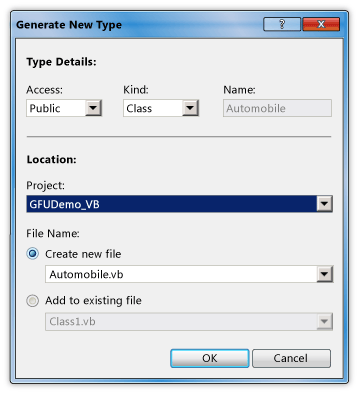 Generate New Type
?
Type Details:
Access: Kind: Name:
Public Class Automobile
Location:
Project:
GFUDemo_VB
File Name:
Create new file
Automobile.vb
Add to existing file
Class1.vb
OK Cancel